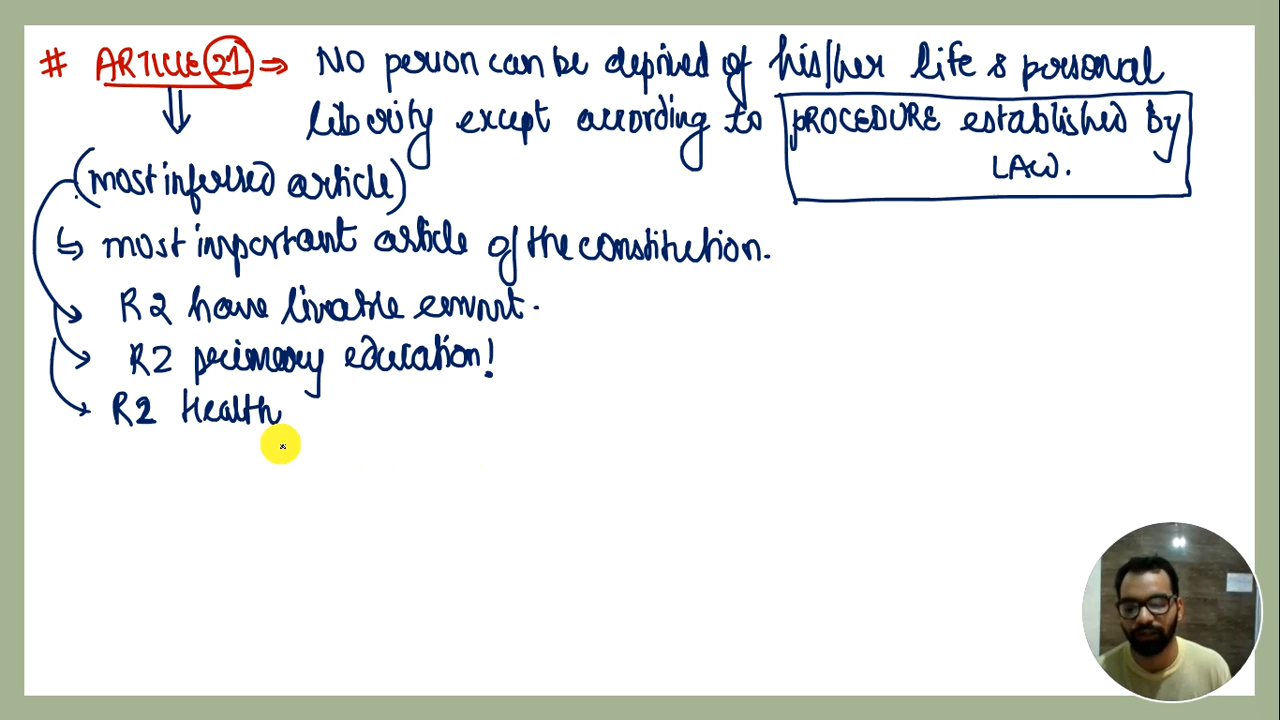 # ARTICLE 21 ⇒ No person can be deprived of his/her life & personal
liberity except according to PROCEDURE established by
LAW.
(most inferred article)
↳ most important article of the constitution.
→ R2 have livable envmt.
→ R2 primary education!
→ R2 Health